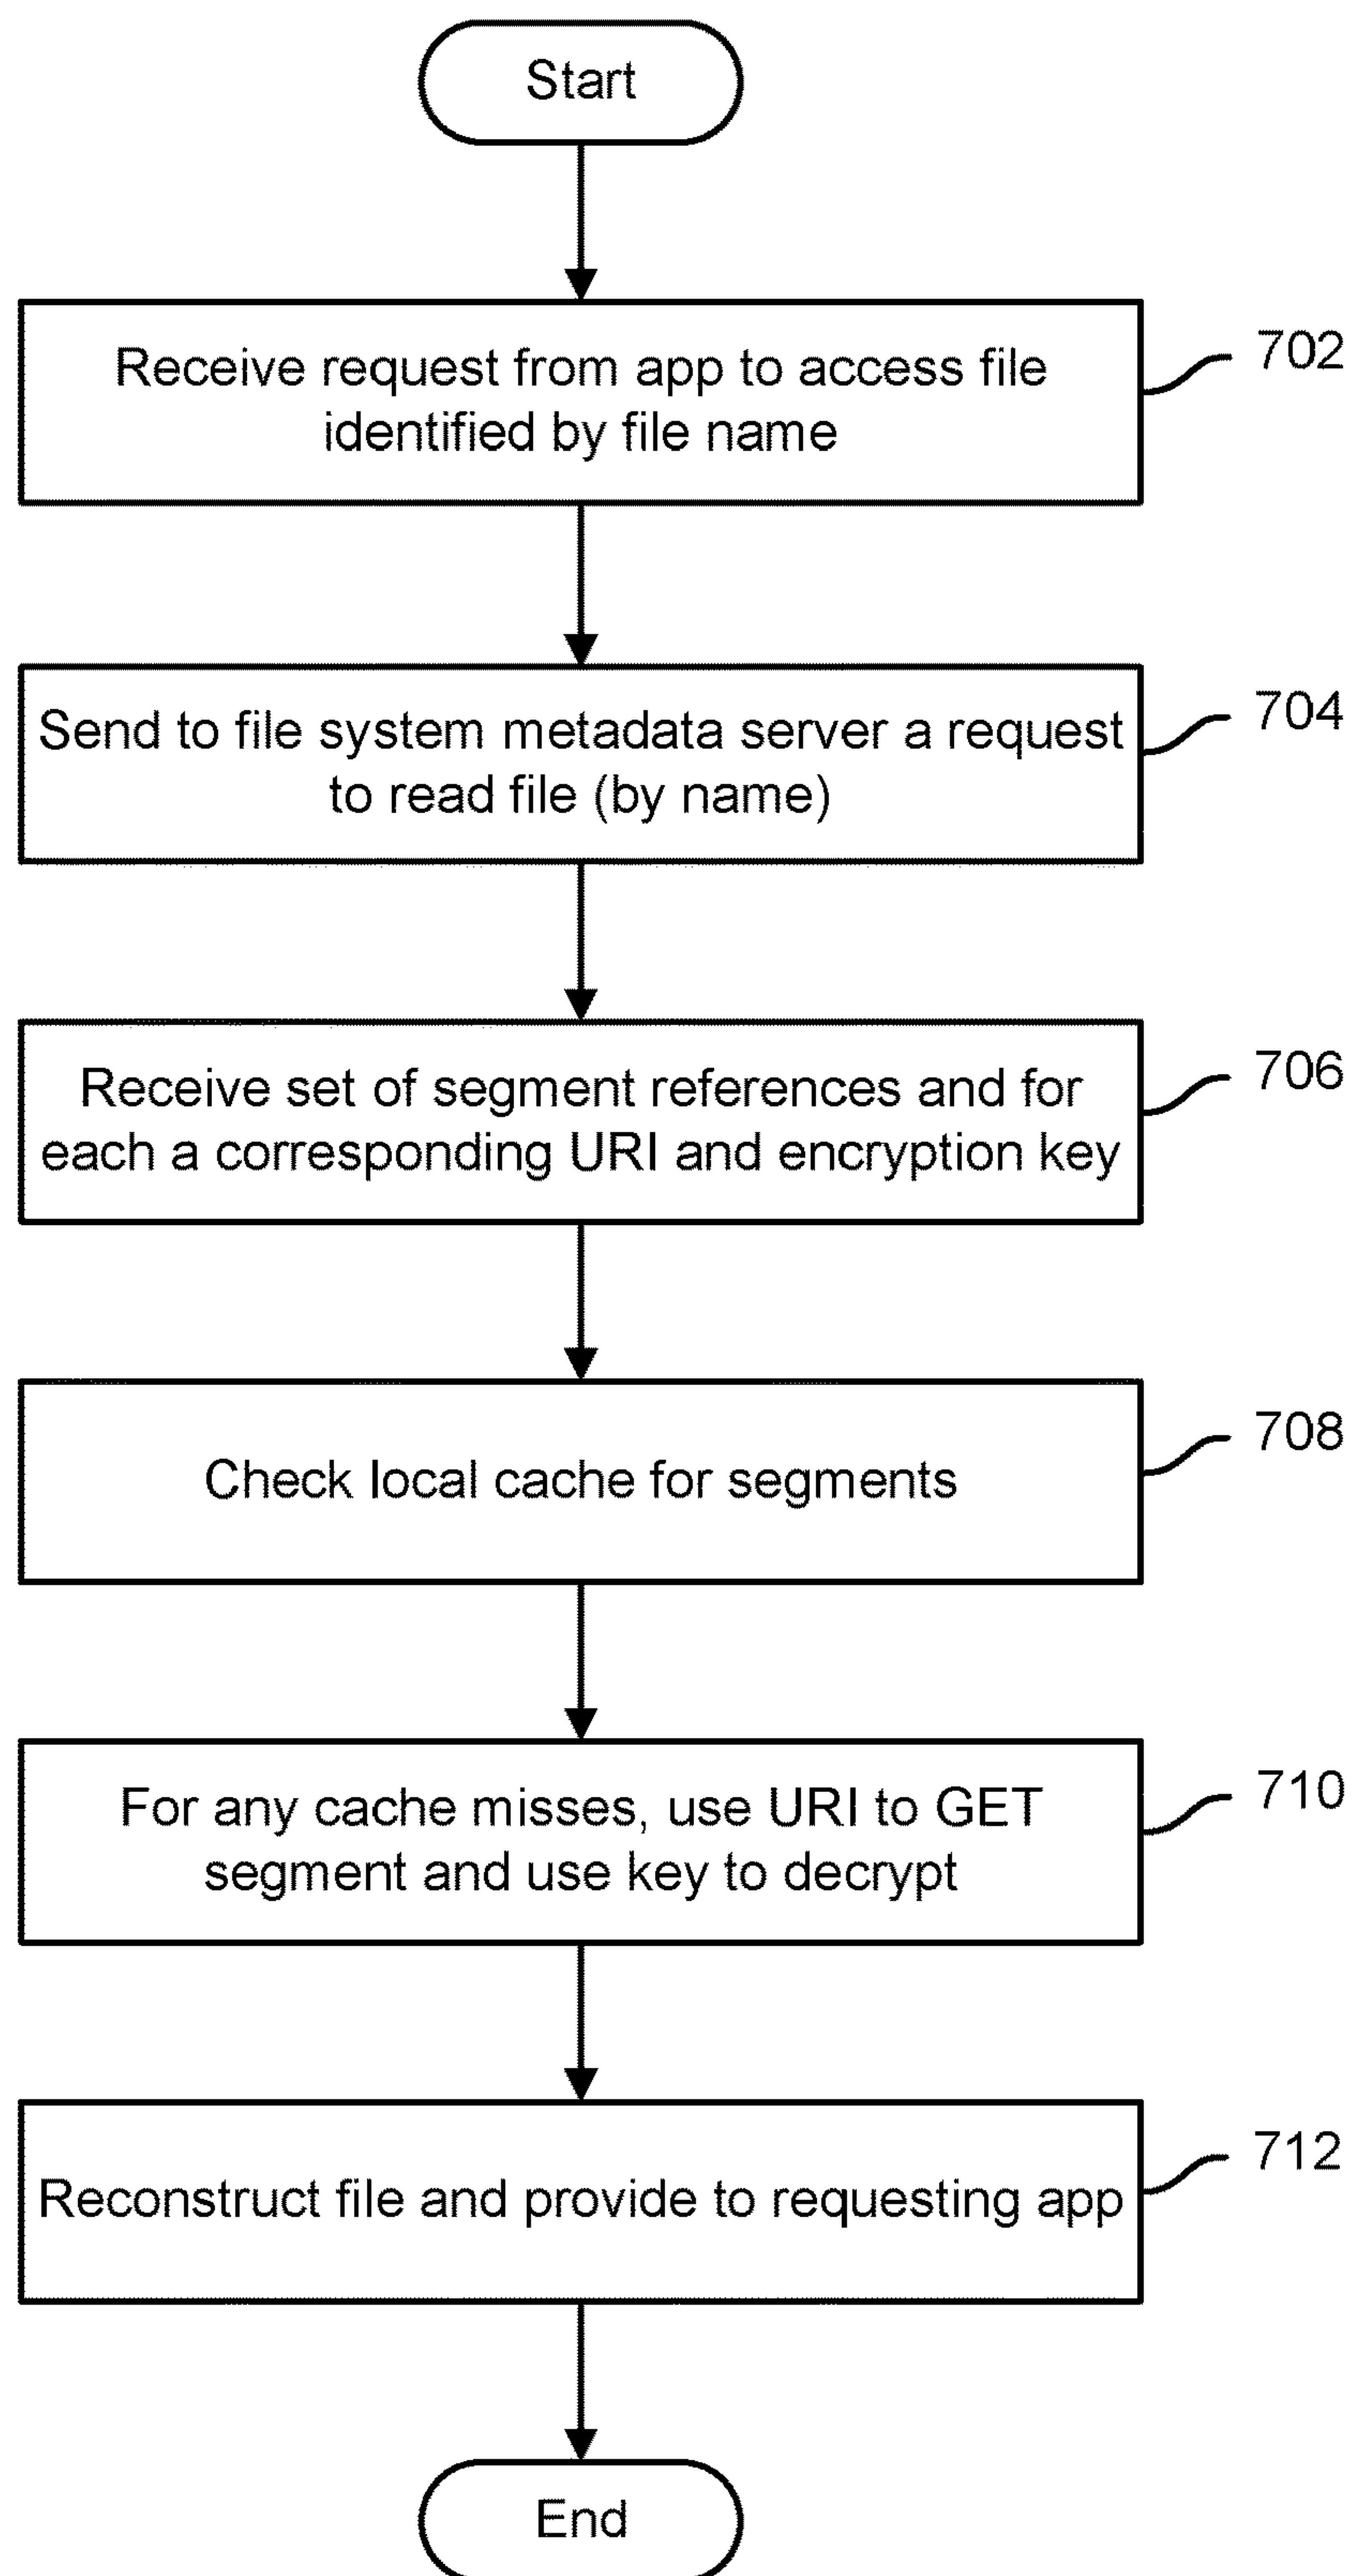 Start
Receive request from app to access file
identified by file name
702
Send to file system metadata server a request
to read file (by name)
704
Receive set of segment references and for
each a corresponding URI and encryption key
706
Check local cache for segments
708
For any cache misses, use URI to GET
segment and use key to decrypt
710
Reconstruct file and provide to requesting app
712
End